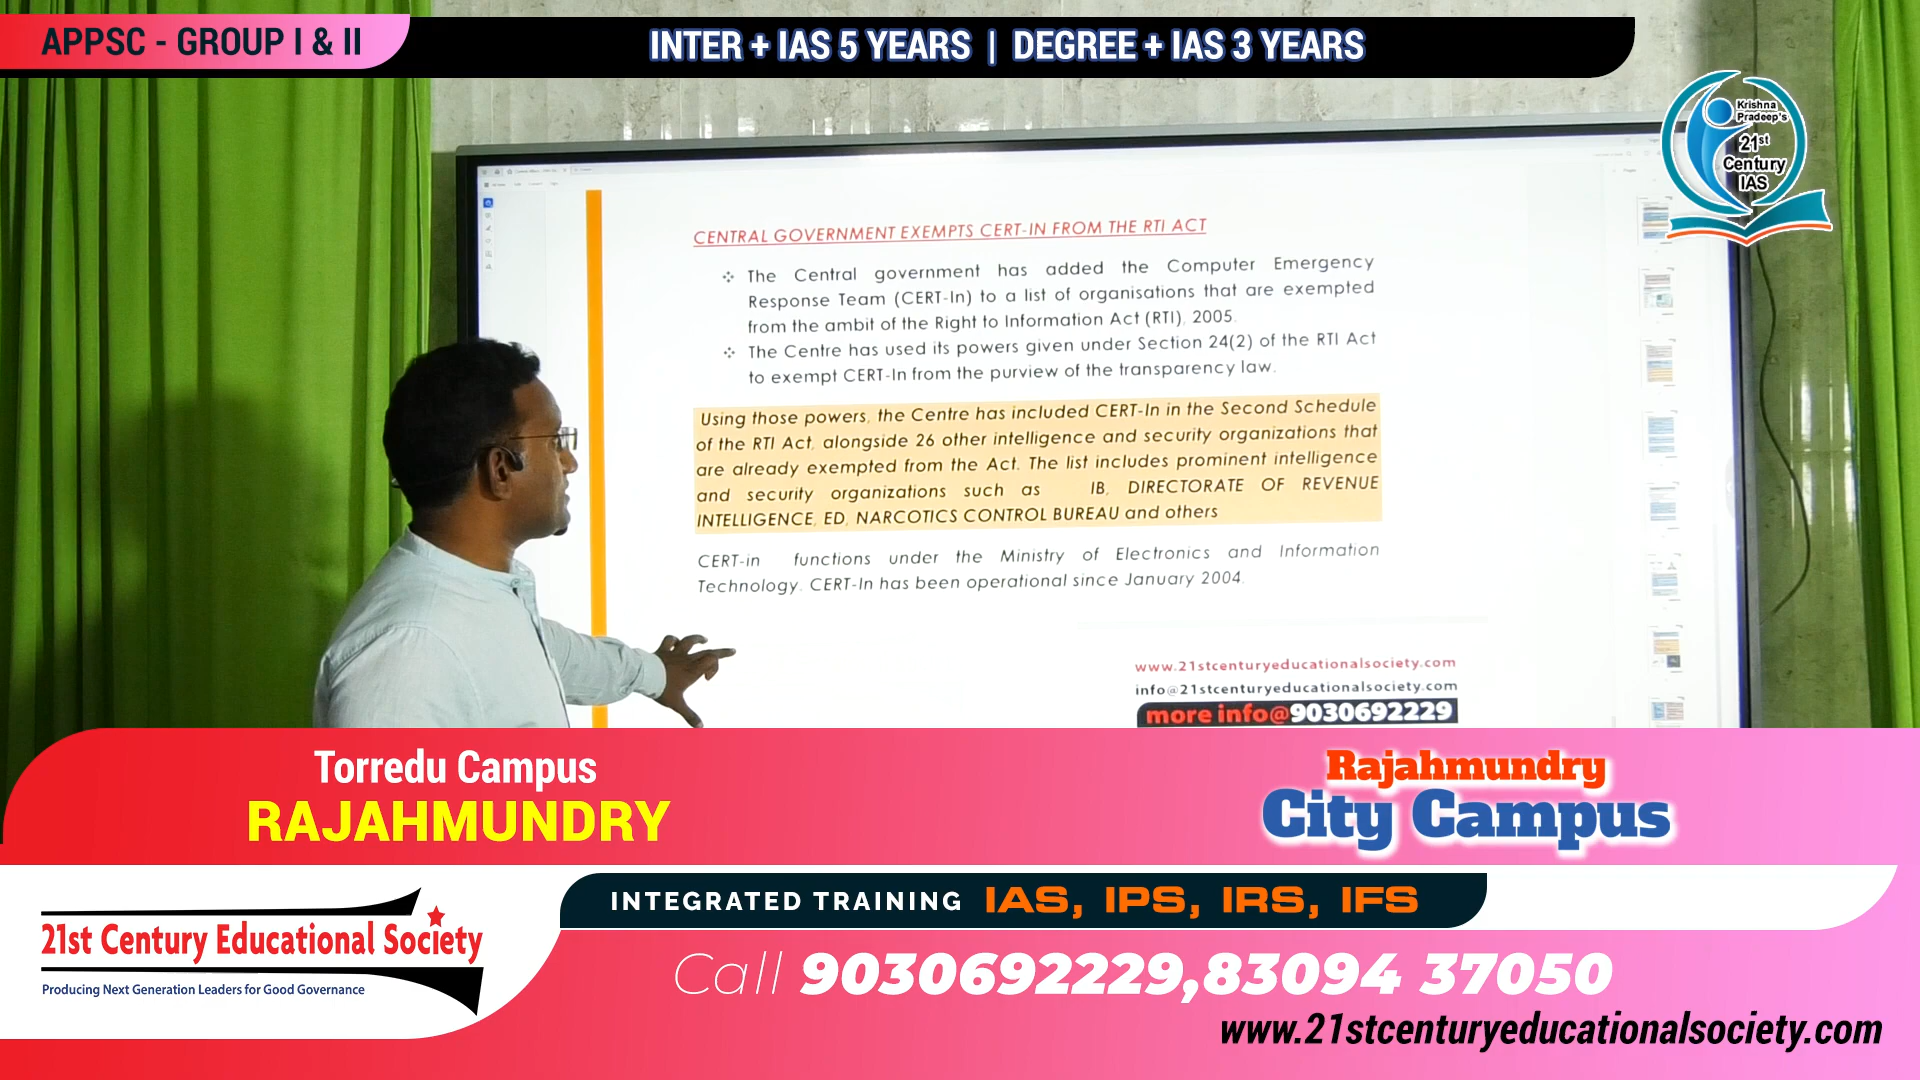 APPSC - GROUP I & II
INTER + IAS 5 YEARS | DEGREE + IAS 3 YEARS
Krishna
Pradeep's
21st
Century
IAS
CENTRAL GOVERNMENT EXEMPTS CERT-IN FROM THE RTI ACT
❖ The Central government has added the Computer Emergency
Response Team (CERT-In) to a list of organisations that are exempted
from the ambit of the Right to Information Act (RTI), 2005.
❖ The Centre has used its powers given under Section 24(2) of the RTI Act
to exempt CERT-In from the purview of the transparency law.
Using those powers, the Centre has included CERT-In in the Second Schedule
of the RTI Act, alongside 26 other intelligence and security organizations that
are already exempted from the Act. The list includes prominent intelligence
and security organizations such as IB, DIRECTORATE OF REVENUE
INTELLIGENCE, ED, NARCOTICS CONTROL BUREAU and others
CERT-in functions under the Ministry of Electronics and Information
Technology. CERT-In has been operational since January 2004.
www.21stcenturyeducationalsociety.com
info@21stcenturyeducationalsociety.com
more info@9030692229
Torredu Campus
RAJAHMUNDRY
Rajahmundry
City Campus
21st Century Educational Society
Producing Next Generation Leaders for Good Governance
INTEGRATED TRAINING IAS, IPS, IRS, IFS
Call 9030692229,83094 37050
www.21stcenturyeducationalsociety.com